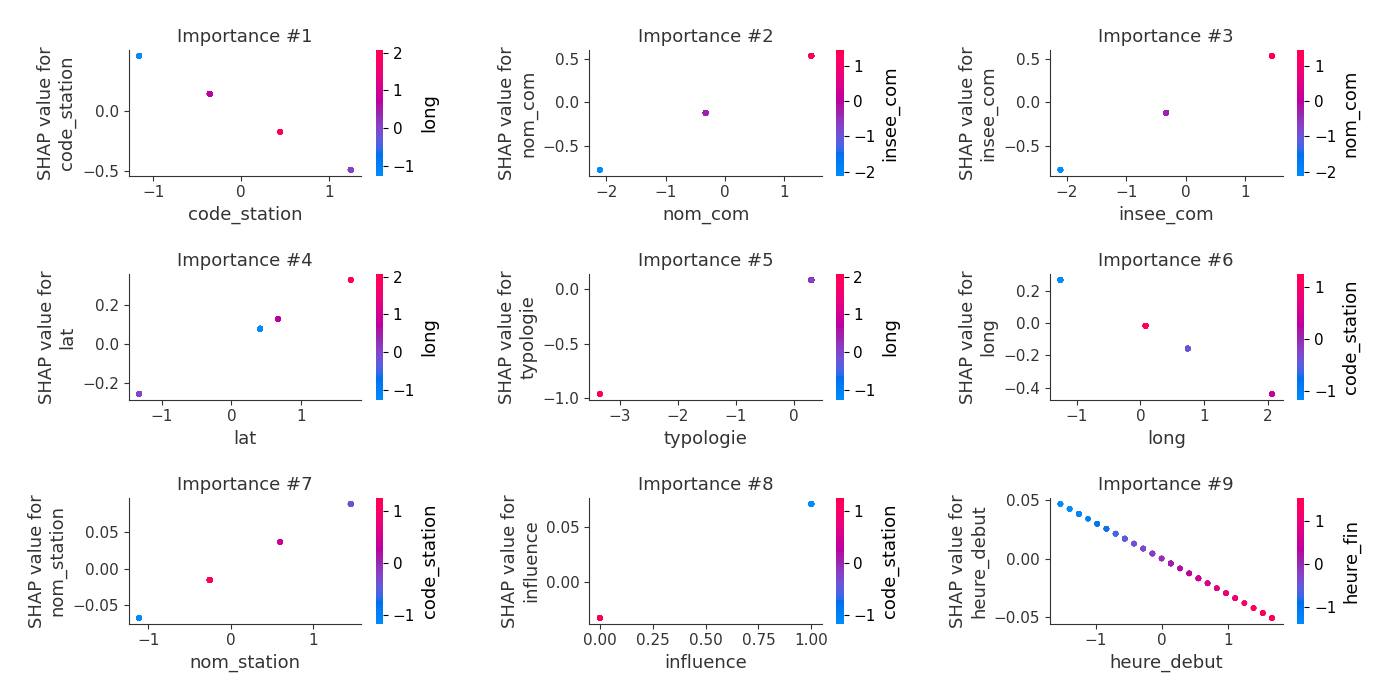 Importance #1
SHAP value for
code_station
0.0
−0.5
−1
0
1
code_station
2
1
0
−1
long
Importance #2
SHAP value for
nom_com
0.5
0.0
−0.5
−2
−1
0
1
nom_com
1
0
−1
−2
insee_com
Importance #3
SHAP value for
insee_com
0.5
0.0
−0.5
−2
−1
0
1
insee_com
1
0
−1
−2
nom_com
Importance #4
SHAP value for
lat
0.2
0.0
−0.2
−1
0
1
lat
2
1
0
−1
long
Importance #5
SHAP value for
typologie
0.0
−0.5
−1.0
−3
−2
−1
0
typologie
2
1
0
−1
long
Importance #6
SHAP value for
long
0.2
0.0
−0.2
−0.4
−1
0
1
2
long
1
0
−1
code_station
Importance #7
SHAP value for
nom_station
0.05
0.00
−0.05
−1
0
1
nom_station
1
0
−1
code_station
Importance #8
SHAP value for
influence
0.05
0.00
0.00
0.25
0.50
0.75
1.00
influence
1
0
−1
code_station
Importance #9
SHAP value for
heure_debut
0.05
0.00
−0.05
−1
0
1
heure_debut
1
0
−1
heure_fin